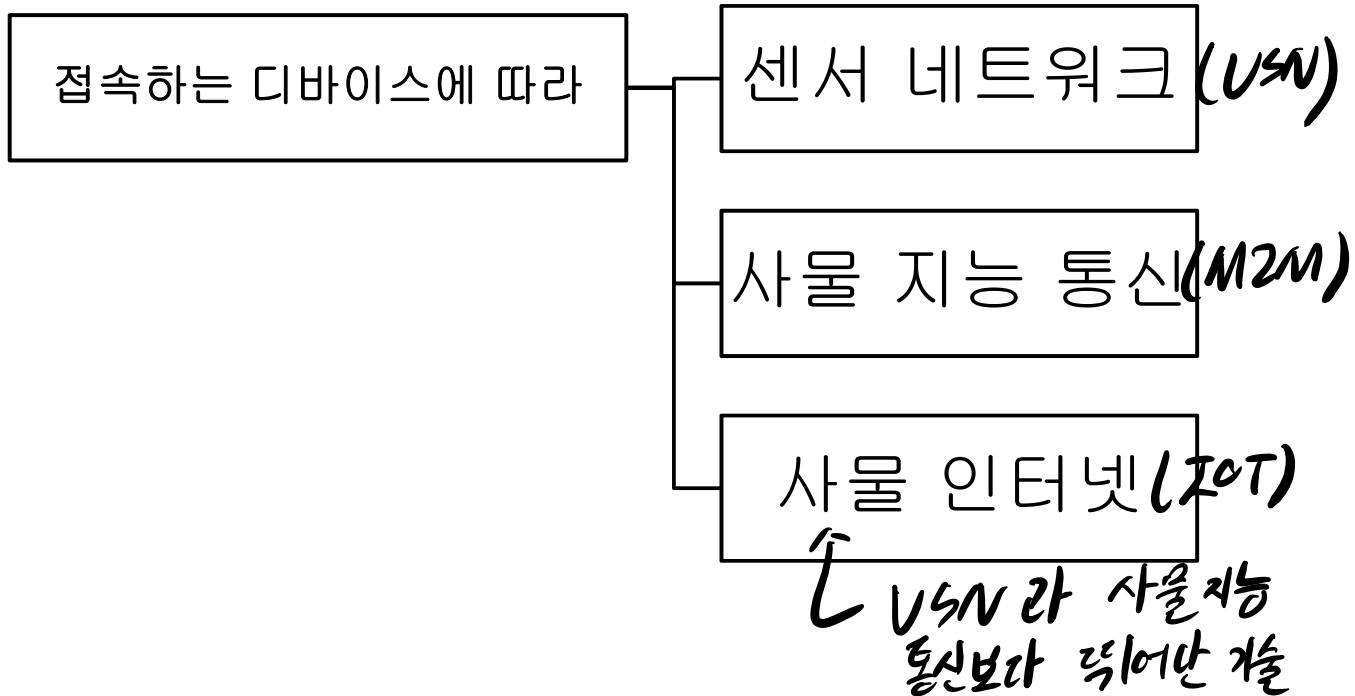 접속하는 디바이스에 따라
센서 네트워크 (USN)
사물 지능 통신 (M2M)
사물 인터넷 (IOT)
USN과 사물지능
통신보다 뛰어난 기술